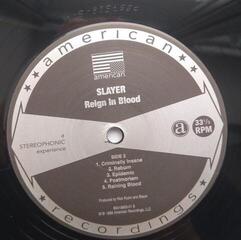 american
american
SLAYER
Reign In Blood
a
STEREOPHONIC
experience
a
33⅓
RPM
SIDE 2
1. Criminally Insane
2. Reborn
3. Epidemic
4. Postmortem
5. Raining Blood
Produced by Rick Rubin and Slayer
recordings